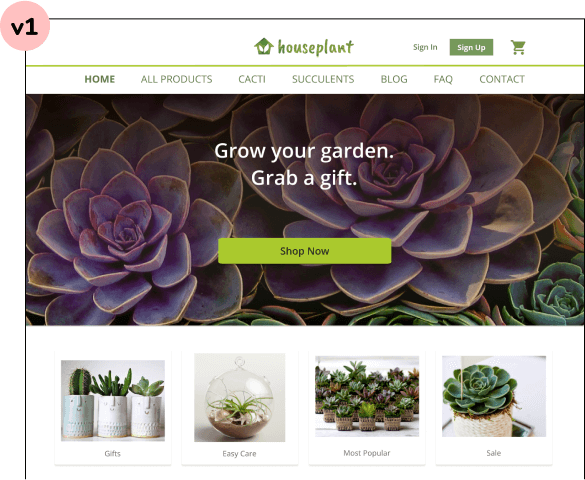 v1
houseplant
Sign In Sign Up
HOME ALL PRODUCTS CACTI SUCCULENTS BLOG FAQ CONTACT
Grow your garden.
Grab a gift.
Shop Now
Gifts Easy Care Most Popular Sale